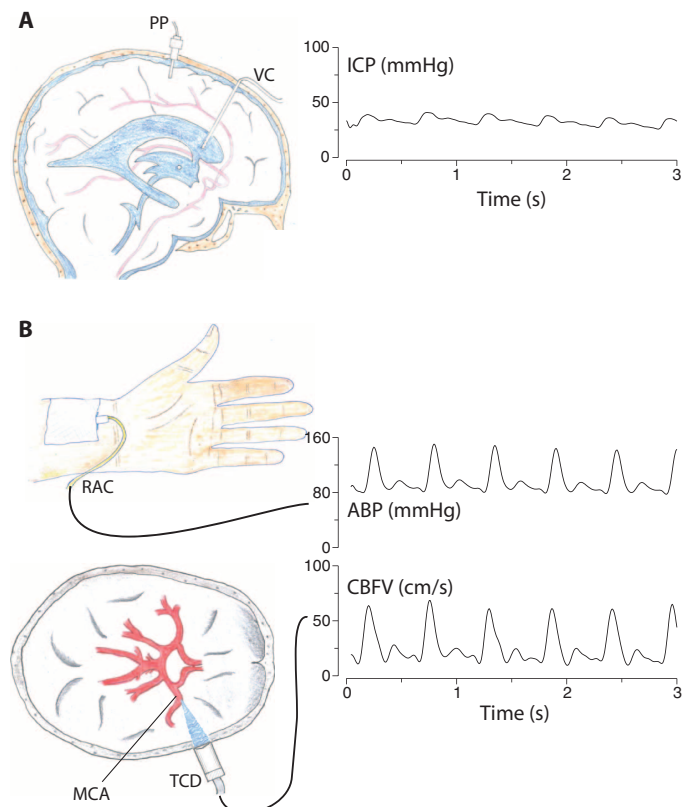 A
PP
VC
100
ICP (mmHg)
50
0
0
1
2
3
Time (s)
B
RAC
160
80
ABP (mmHg)
0
CBFV (cm/s)
100
50
0
0
1
2
3
Time (s)
MCA
TCD